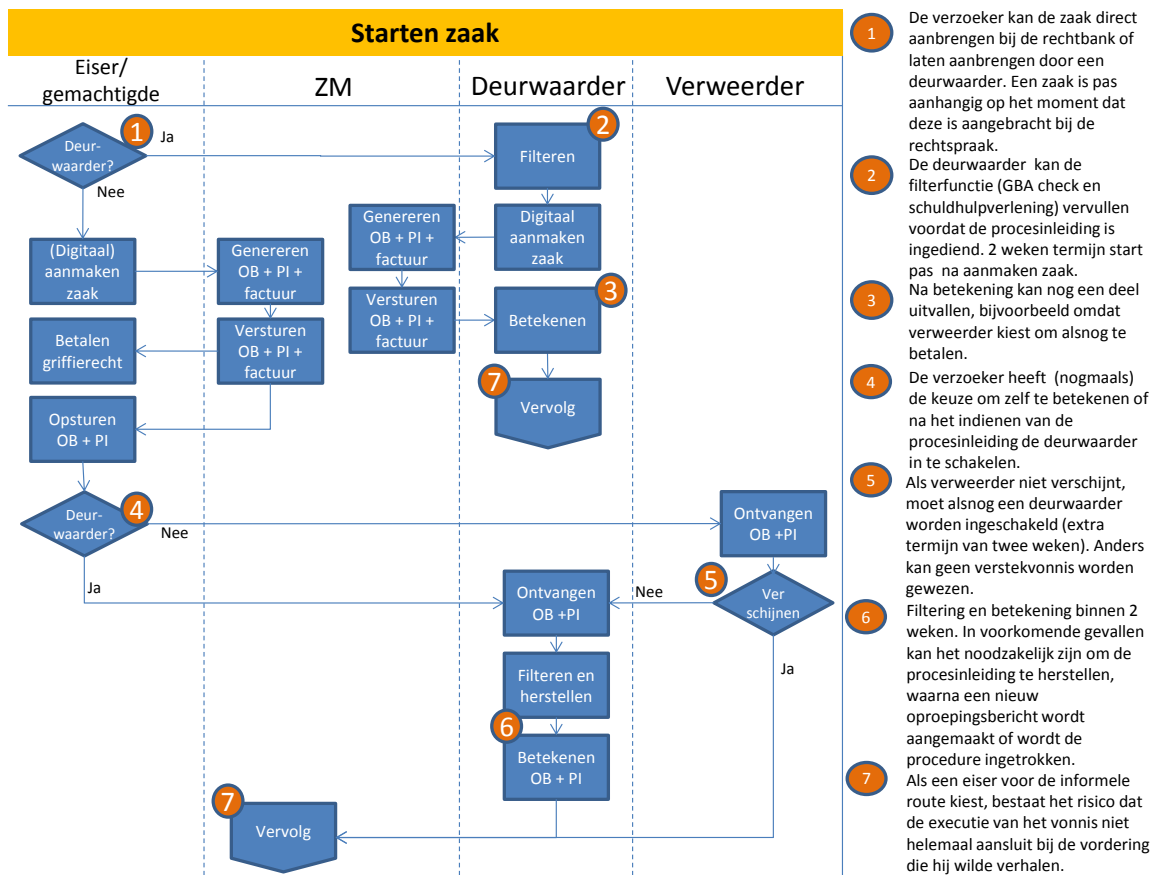 Starten zaak
Eiser/
gemachtigde
ZM
Deurwaarder
Verweerder
1
Deur-
waarder?
Ja
Nee
2
Filteren
Genereren
OB + PI +
factuur
Digitaal
aanmaken
zaak
(Digitaal)
aanmaken
zaak
Genereren
OB + PI +
factuur
Versturen
OB + PI +
factuur
3
Betekenen
Betalen
griffierecht
Versturen
OB + PI +
factuur
7
Vervolg
Opsturen
OB + PI
4
Deur-
waarder?
Nee
Ja
Ontvangen
OB +PI
5
Ver
schijnen
Nee
Ja
Ontvangen
OB +PI
Filteren en
herstellen
6
Betekenen
OB + PI
7
Vervolg
1
De verzoeker kan de zaak direct
aanbrengen bij de rechtbank of
laten aanbrengen door een
deurwaarder. Een zaak is pas
aanhangig op het moment dat
deze is aangebracht bij de
rechtspraak.
2
De deurwaarder kan de
filterfunctie (GBA check en
schuldhulpverlening) vervullen
voordat de procesinleiding is
ingediend. 2 weken termijn start
pas na aanmaken zaak.
3
Na betekening kan nog een deel
uitvallen, bijvoorbeeld omdat
verweerder kiest om alsnog te
betalen.
4
De verzoeker heeft (nogmaals)
de keuze om zelf te betekenen of
na het indienen van de
procesinleiding de deurwaarder
in te schakelen.
5
Als verweerder niet verschijnt,
moet alsnog een deurwaarder
worden ingeschakeld (extra
termijn van twee weken). Anders
kan geen verstekvonnis worden
gewezen.
6
Filtering en betekening binnen 2
weken. In voorkomende gevallen
kan het noodzakelijk zijn om de
procesinleiding te herstellen,
waarna een nieuw
oproepingsbericht wordt
aangemaakt of wordt de
procedure ingetrokken.
7
Als een eiser voor de informele
route kiest, bestaat het risico dat
de executie van het vonnis niet
helemaal aansluit bij de vordering
die hij wilde verhalen.